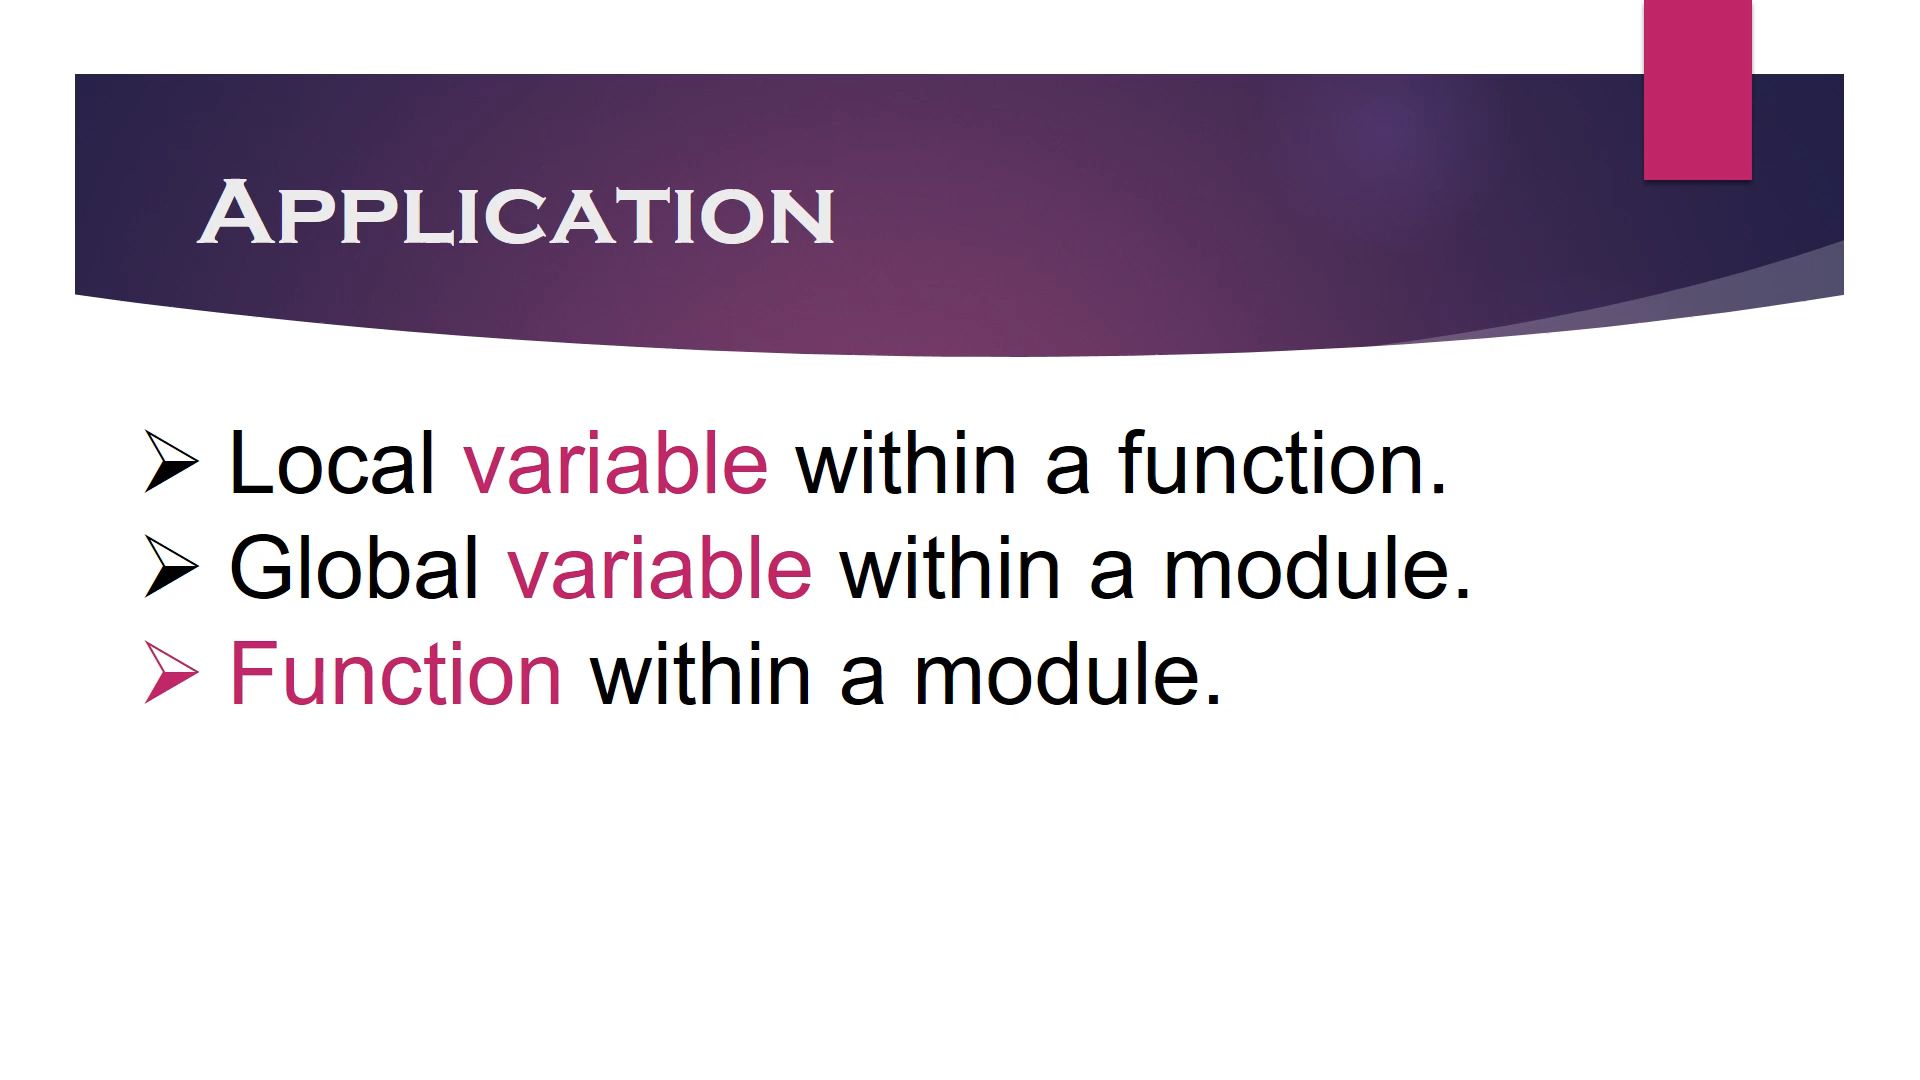 Application
➢ Local variable within a function.
➢ Global variable within a module.
➢ Function within a module.